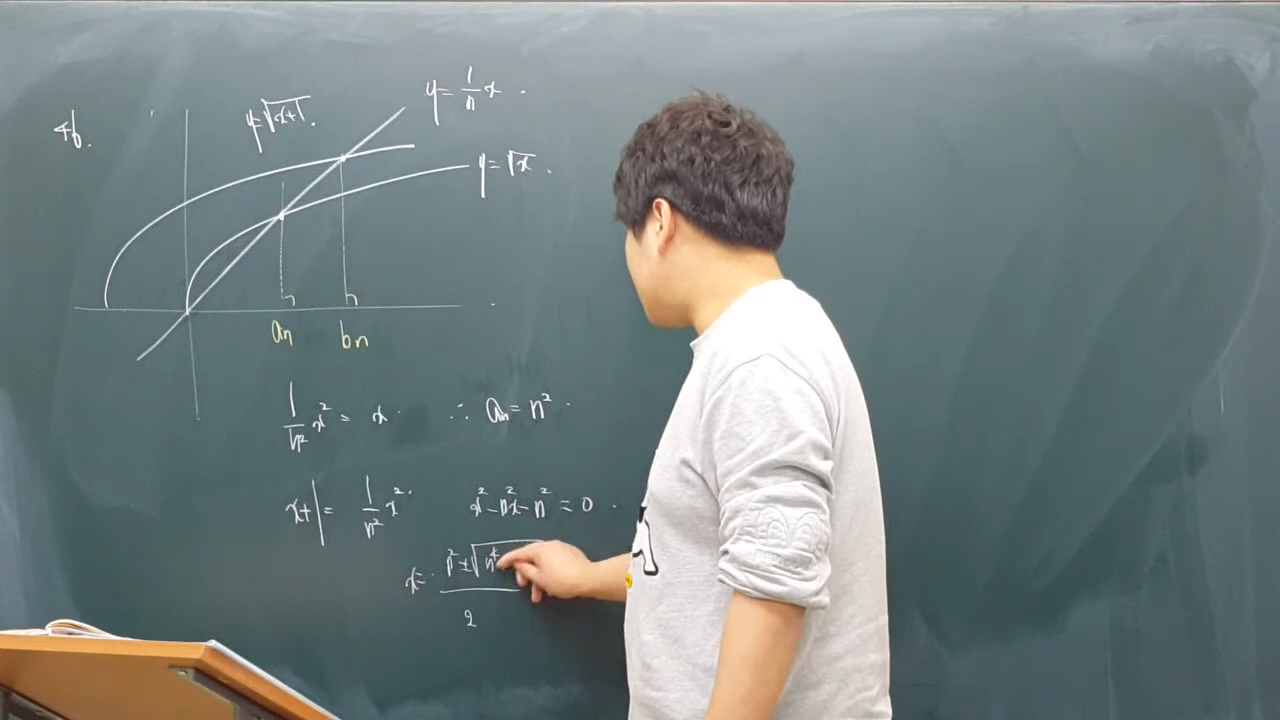 46.
y=√(x+1).
y=1/n x.
y=√x.
an
bn
1/n² x² = x. ∴ an = n².
x+1 = 1/n² x². x²-n²x-n²=0.
x= n²±√n⁴
2